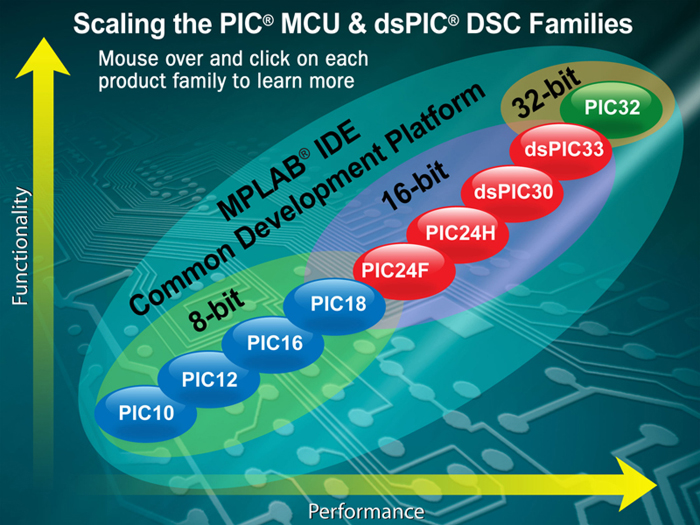 Scaling the PIC® MCU & dsPIC® DSC Families
Mouse over and click on each
product family to learn more
Functionality
MPLAB® IDE
Common Development Platform
32-bit
PIC32
dsPIC33
16-bit
dsPIC30
PIC24H
PIC24F
8-bit
PIC18
PIC16
PIC12
PIC10
Performance